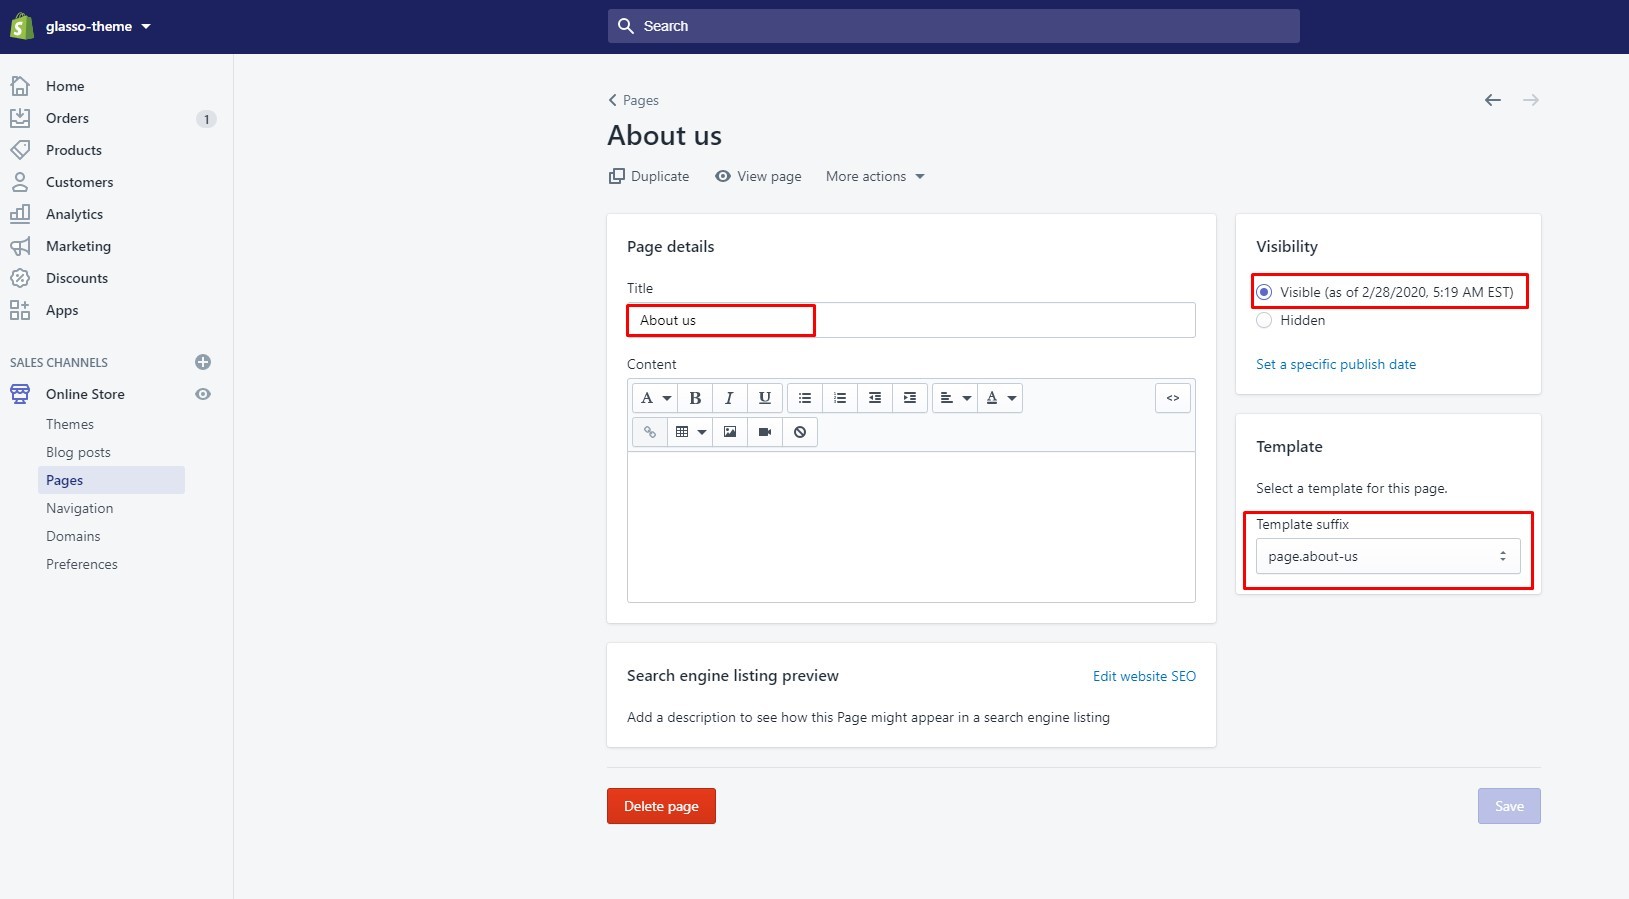 glasso-theme
Search
Home
Orders 1
Products
Customers
Analytics
Marketing
Discounts
Apps
SALES CHANNELS
Online Store
Themes
Blog posts
Pages
Navigation
Domains
Preferences
Pages
About us
Duplicate View page More actions
Page details
Title
About us
Content
A B I U A <>
Search engine listing preview Edit website SEO
Add a description to see how this Page might appear in a search engine listing
Visibility
Visible (as of 2/28/2020, 5:19 AM EST)
Hidden
Set a specific publish date
Template
Select a template for this page.
Template suffix
page.about-us
Delete page Save